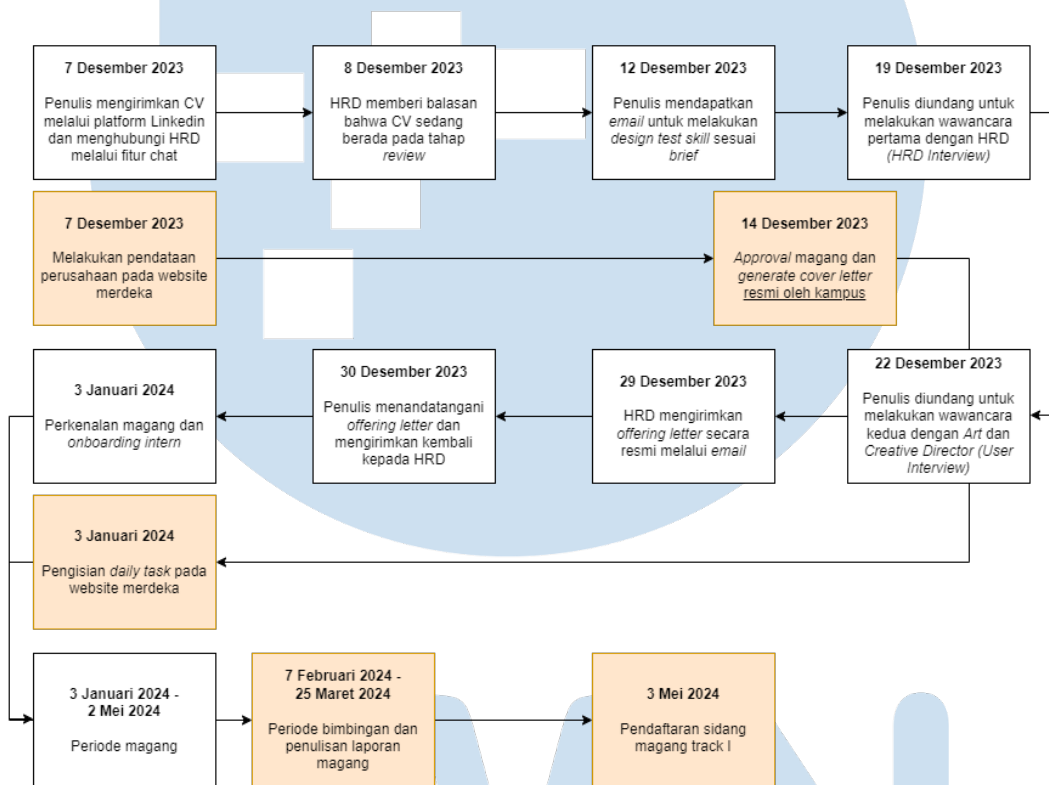 7 Desember 2023
Penulis mengirimkan CV
melalui platform Linkedin
dan menghubungi HRD
melalui fitur chat
8 Desember 2023
HRD memberi balasan
bahwa CV sedang
berada pada tahap
review
12 Desember 2023
Penulis mendapatkan
email untuk melakukan
design test skill sesuai
brief
19 Desember 2023
Penulis diundang untuk
melakukan wawancara
pertama dengan HRD
(HRD Interview)
7 Desember 2023
Melakukan pendataan
perusahaan pada website
merdeka
14 Desember 2023
Approval magang dan
generate cover letter
resmi oleh kampus
22 Desember 2023
Penulis diundang untuk
melakukan wawancara
kedua dengan Art dan
Creative Director (User
Interview)
29 Desember 2023
HRD mengirimkan
offering letter secara
resmi melalui email
30 Desember 2023
Penulis menandatangani
offering letter dan
mengirimkan kembali
kepada HRD
3 Januari 2024
Perkenalan magang dan
onboarding intern
3 Januari 2024
Pengisian daily task pada
website merdeka
3 Januari 2024 -
2 Mei 2024
Periode magang
7 Februari 2024 -
25 Maret 2024
Periode bimbingan dan
penulisan laporan
magang
3 Mei 2024
Pendaftaran sidang
magang track I